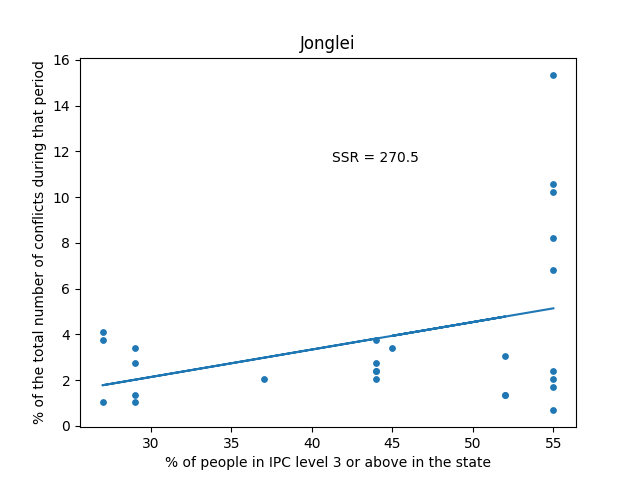 Jonglei
% of the total number of conflicts during that period
16
14
12
10
8
6
4
2
0
SSR = 270.5
30 35 40 45 50 55
% of people in IPC level 3 or above in the state